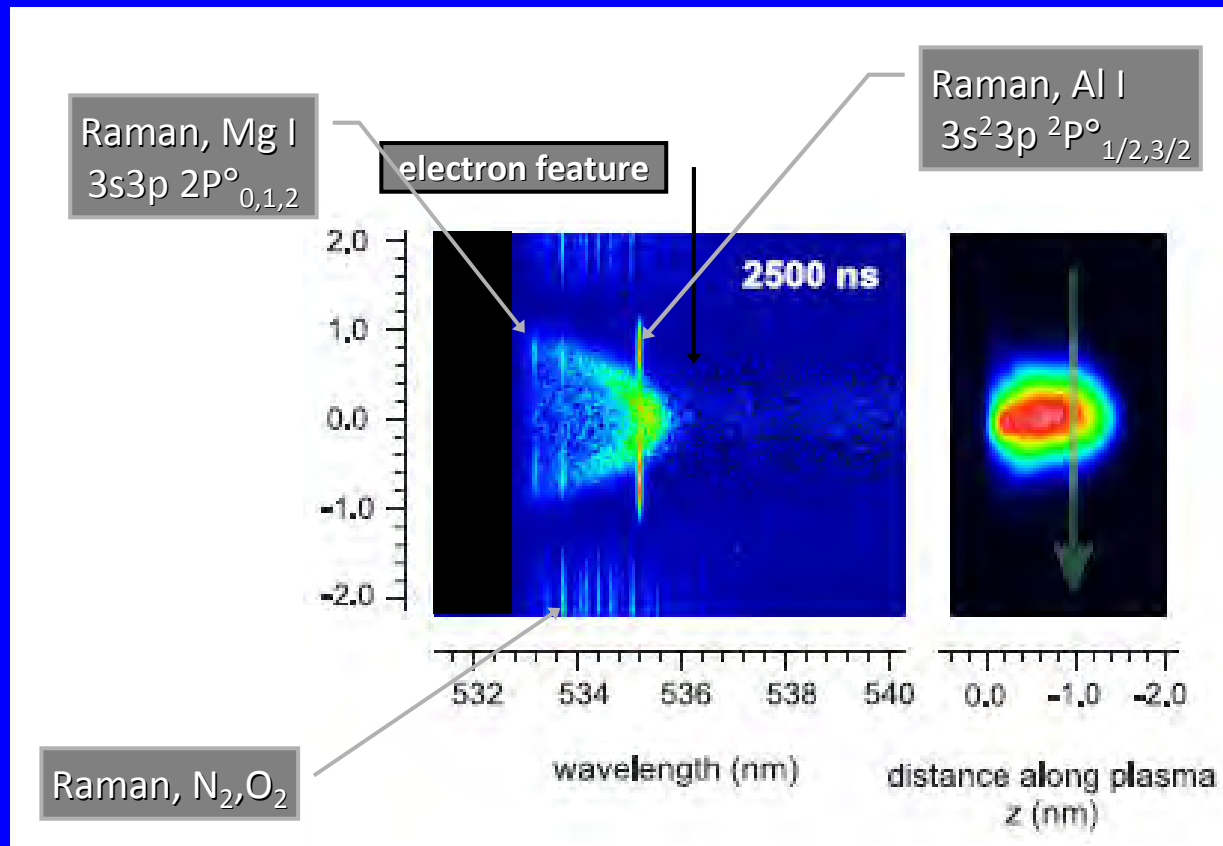 Raman, Mg I
3s3p 2P°0,1,2
electron feature
Raman, Al I
3s²3p ²P°1/2,3/2
2500 ns
2.0
1.0
0.0
-1.0
-2.0
532 534 536 538 540
0.0 -1.0 -2.0
wavelength (nm)
distance along plasma
z (nm)
Raman, N₂,O₂